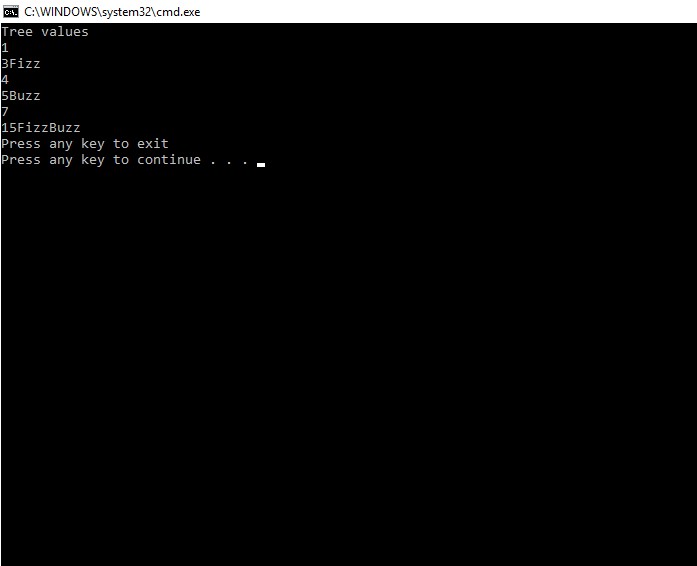 C:\WINDOWS\system32\cmd.exe
Tree values
1
3Fizz
4
5Buzz
7
15FizzBuzz
Press any key to exit
Press any key to continue . . .